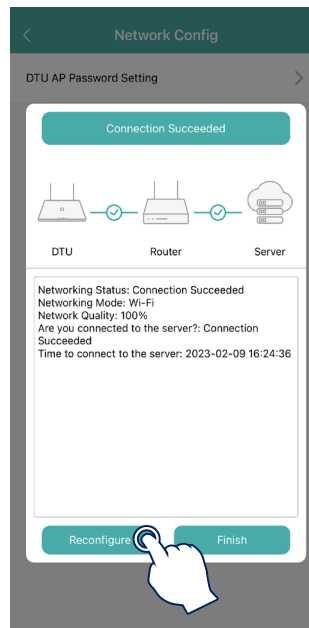 Network Config
DTU AP Password Setting
Connection Succeeded
DTU
Router
Server
Networking Status: Connection Succeeded
Networking Mode: Wi-Fi
Network Quality: 100%
Are you connected to the server?: Connection
Succeeded
Time to connect to the server: 2023-02-09 16:24:36
Reconfigure
Finish